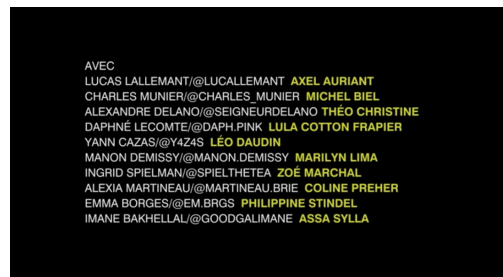 AVEC
LUCAS LALLEMANT/@LUCALLEMANT AXEL AURIANT
CHARLES MUNIER/@CHARLES_MUNIER MICHEL BIEL
ALEXANDRE DELANO/@SEIGNEURDELANO THÉO CHRISTINE
DAPHNÉ LECOMTE/@DAPH.PINK LULA COTTON FRAPIER
YANN CAZAS/@Y4Z4S LÉO DAUDIN
MANON DEMISSY/@MANON.DEMISSY MARILYN LIMA
INGRID SPIELMAN/@SPIELTHETEA ZOÉ MARCHAL
ALEXIA MARTINEAU/@MARTINEAU.BRIE COLINE PREHER
EMMA BORGES/@EM.BRGS PHILIPPINE STINDEL
IMANE BAKHELLAL/@GOODGALIMANE ASSA SYLLA